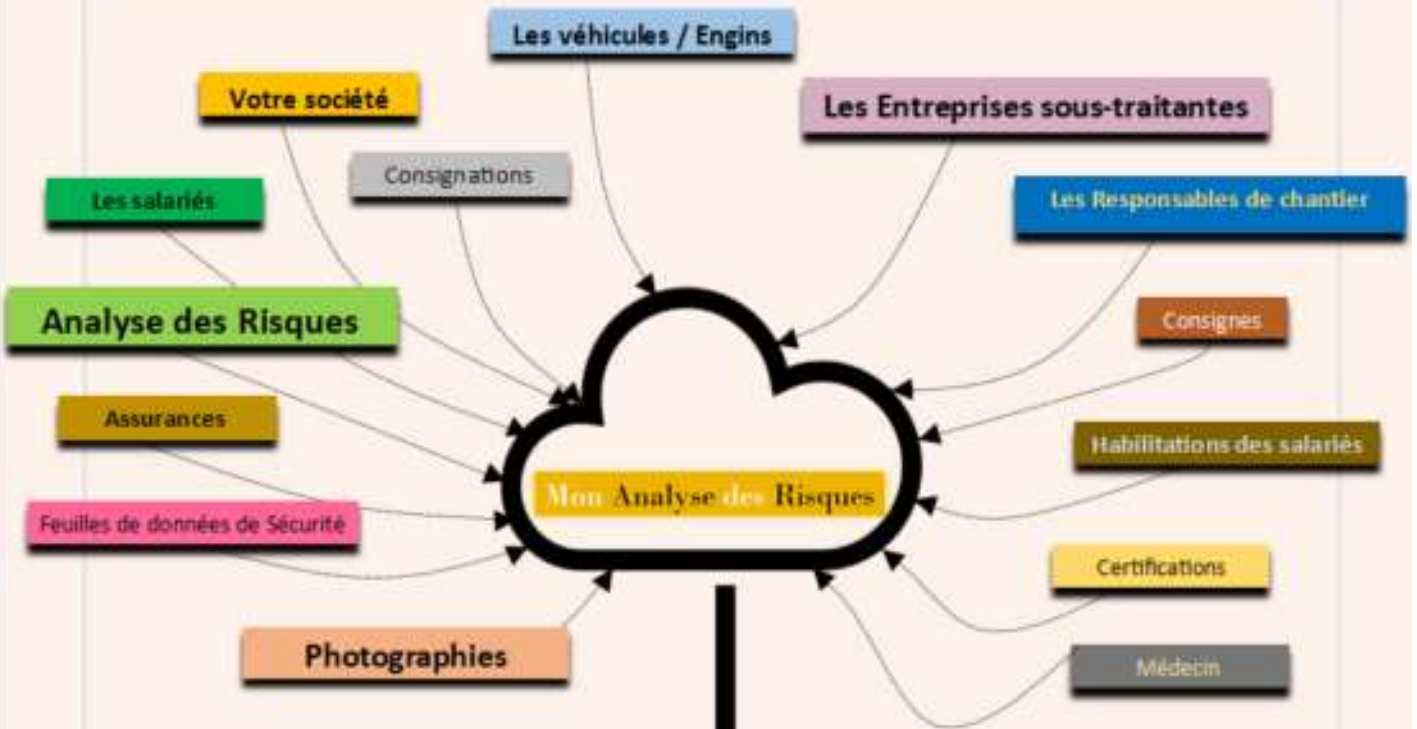 Les véhicules / Engins
Votre société
Les Entreprises sous-traitantes
Consignations
Les salariés
Les Responsables de chantier
Analyse des Risques
Consignes
Assurances
Habilitations des salariés
Mon Analyse des Risques
Feuilles de données de Sécurité
Certifications
Photographies
Médecin